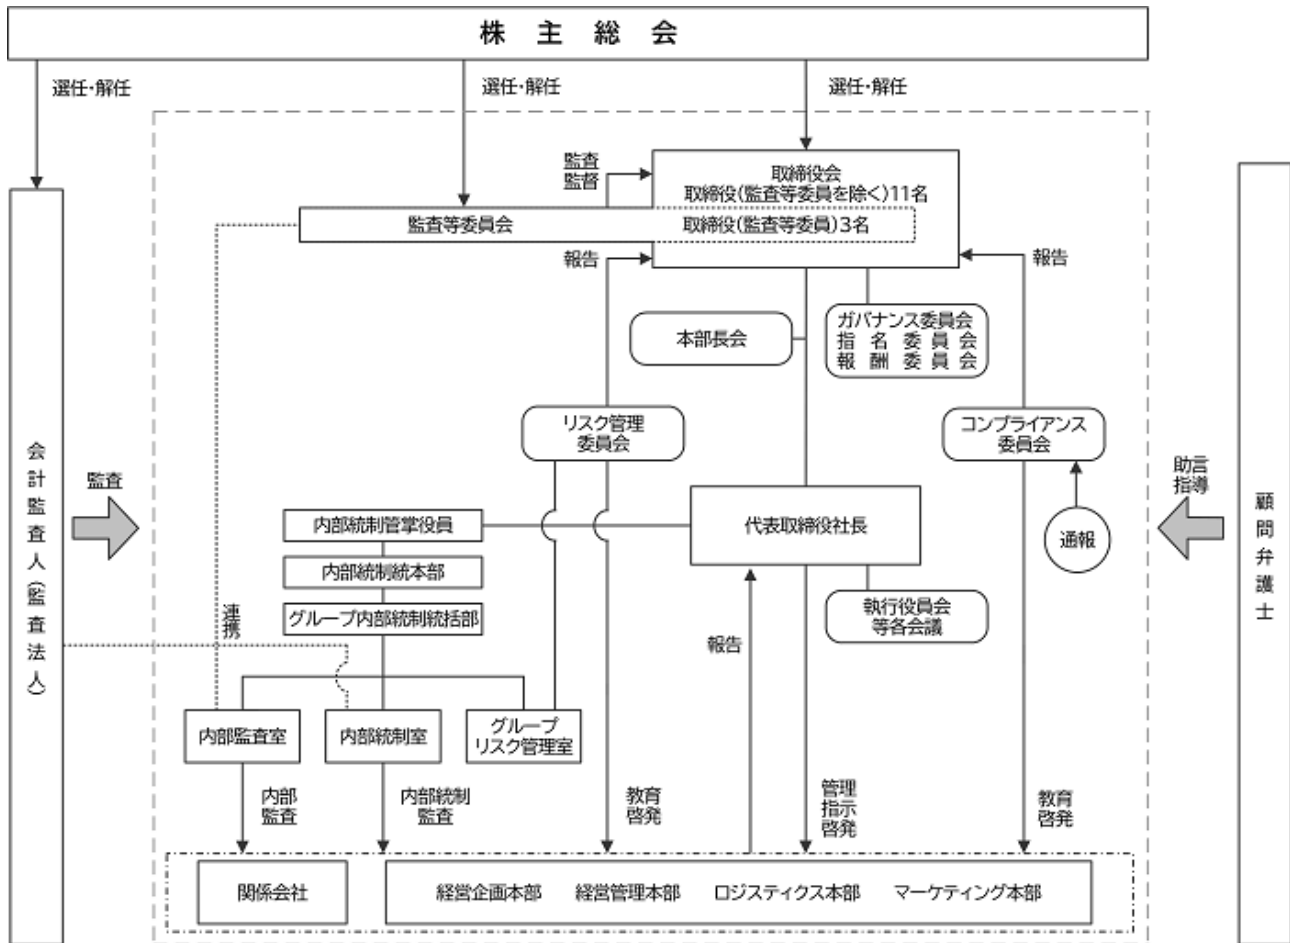 株主総会
選任・解任
選任・解任
選任・解任
監査
監督
取締役会
取締役(監査等委員を除く)11名
監査等委員会
取締役(監査等委員)3名
報告
報告
本部長会
ガバナンス委員会
指名委員会
報酬委員会
リスク管理
委員会
コンプライアンス
委員会
会計監査人(監査法人)
監査
助言
指導
顧問弁護士
内部統制管掌役員
代表取締役社長
通報
内部統制統本部
グループ内部統制統括部
執行役員会
等各会議
連携
報告
内部監査室
内部統制室
グループ
リスク管理室
内部
監査
内部統制
監査
教育
啓発
管理
指示
啓発
教育
啓発
関係会社
経営企画本部
経営管理本部
ロジスティクス本部
マーケティング本部